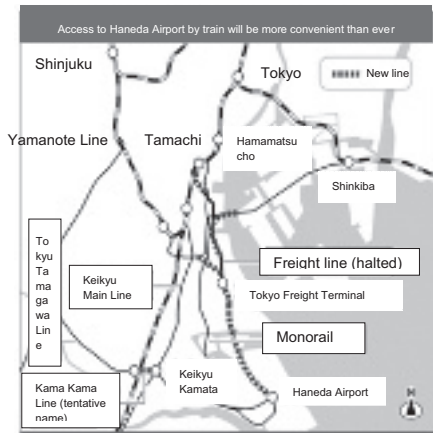 Access to Haneda Airport by train will be more convenient than ever
Shinjuku
Tokyo
New line
Yamanote Line
Tamachi
Hamamatsu
cho
Shinkiba
To
kyu
Ta
ma
ga
wa
Lin
e
Freight line (halted)
Keikyu
Main Line
Tokyo Freight Terminal
Monorail
Keikyu
Kamata
Haneda Airport
Kama Kama
Line (tentative
name)
N